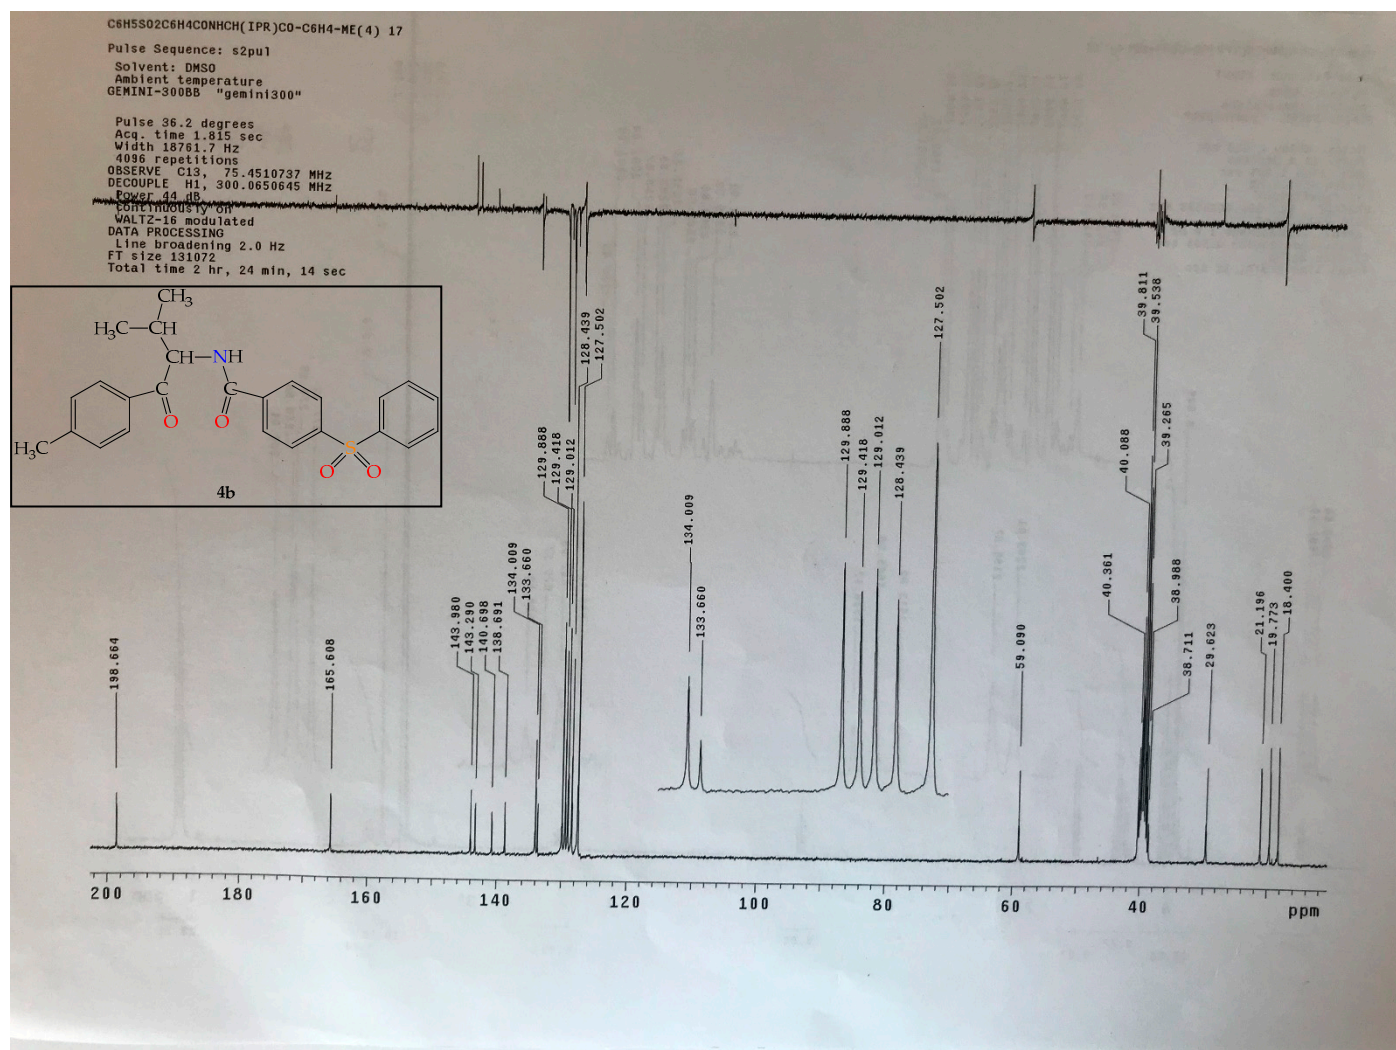 C6H5SO2C6H4CONHCH(IPR)CO-C6H4-ME(4) 17
Pulse Sequence: s2pul
Solvent: DMSO
Ambient temperature
GEMINI-300BB "gemini300"
Pulse 36.2 degrees
Acq. time 1.815 sec
Width 18761.7 Hz
4096 repetitions
OBSERVE C13, 75.4510737 MHz
DECOUPLE H1, 300.0650645 MHz
Power 44 dB
continuously on
WALTZ-16 modulated
DATA PROCESSING
Line broadening 2.0 Hz
FT size 131072
Total time 2 hr, 24 min, 14 sec
CH3
H3C CH
CH NH
C C
O O
H3C
S
O O
4b
198.664
165.608
143.980
143.290
140.698
138.691
134.009
133.660
129.888
129.418
129.012
128.439
127.502
134.009
133.660
129.888
129.418
129.012
128.439
127.502
59.090
40.361
40.088
39.811
39.538
39.265
38.988
38.711
29.623
21.196
19.773
18.400
200 180 160 140 120 100 80 60 40 ppm